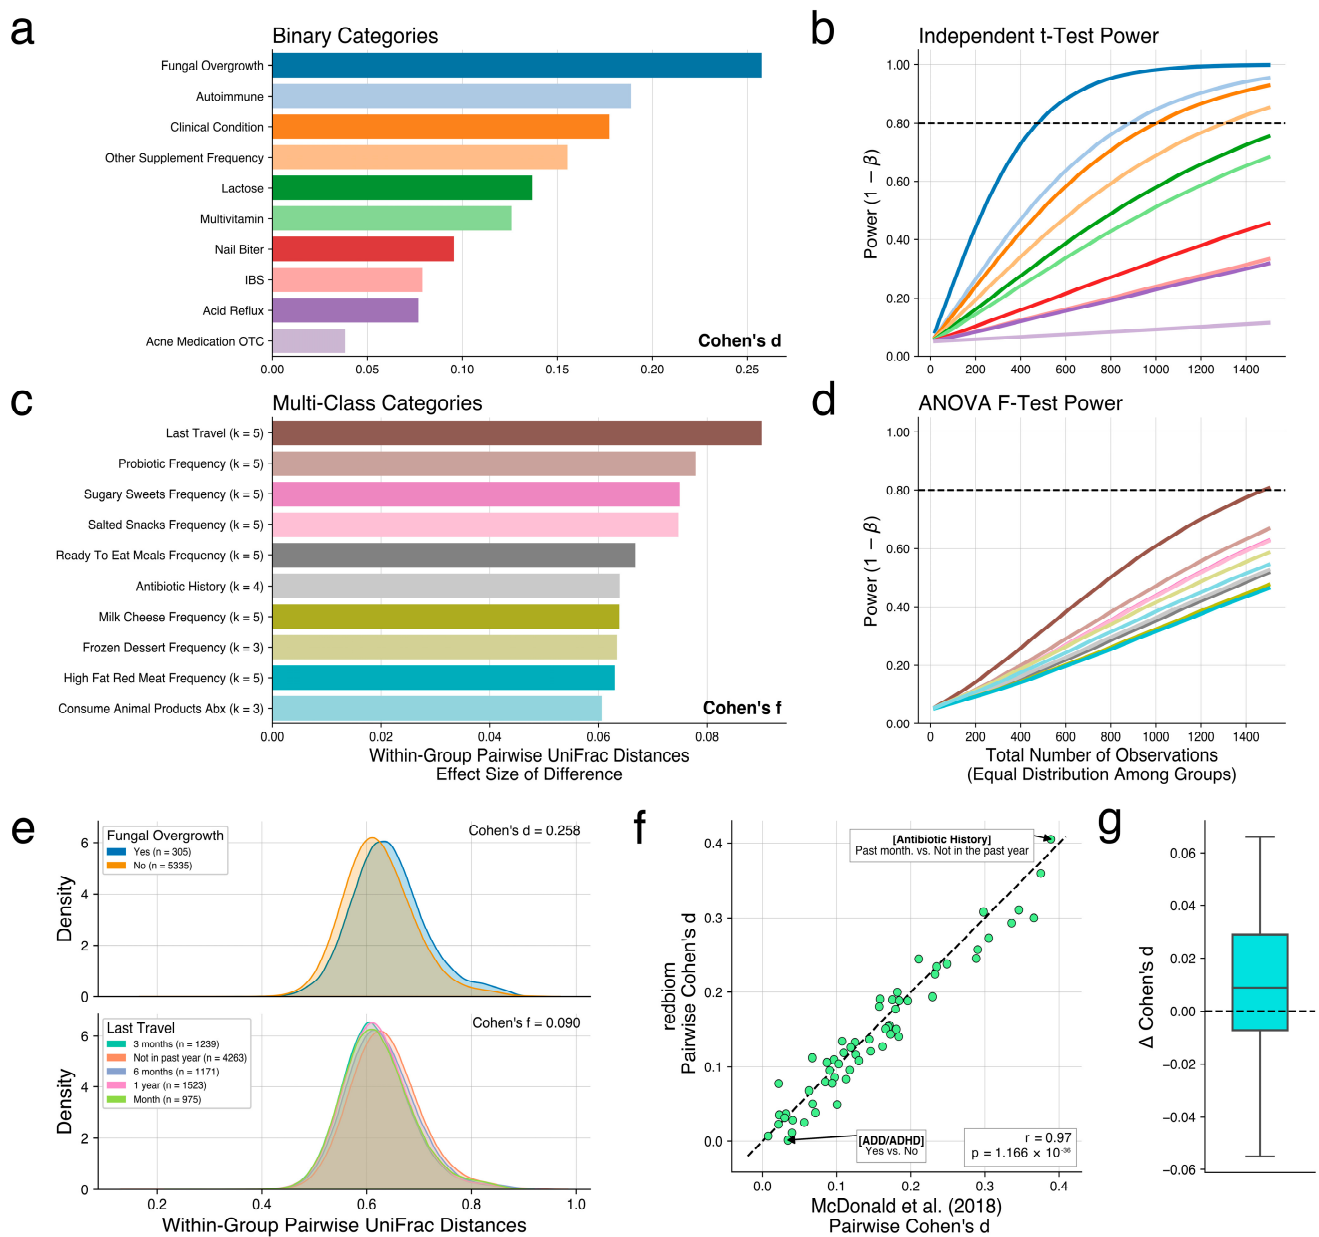 a
Binary Categories
Fungal Overgrowth
Autoimmune
Clinical Condition
Other Supplement Frequency
Lactose
Multivitamin
Nail Biter
IBS
Acid Reflux
Acne Medication OTC
Cohen's d
0.00 0.05 0.10 0.15 0.20 0.25
b
Independent t-Test Power
Power (1 − β)
1.00
0.80
0.60
0.40
0.20
0.00
0 200 400 600 800 1000 1200 1400
c
Multi-Class Categories
Last Travel (k = 5)
Probiotic Frequency (k = 5)
Sugary Sweets Frequency (k = 5)
Salted Snacks Frequency (k = 5)
Ready To Eat Meals Frequency (k = 5)
Antibiotic History (k = 4)
Milk Cheese Frequency (k = 5)
Frozen Dessert Frequency (k = 3)
High Fat Red Meat Frequency (k = 5)
Consume Animal Products Abx (k = 3)
Cohen's f
0.00 0.02 0.04 0.06 0.08
Within-Group Pairwise UniFrac Distances
Effect Size of Difference
d
ANOVA F-Test Power
Power (1 − β)
1.00
0.80
0.60
0.40
0.20
0.00
0 200 400 600 800 1000 1200 1400
Total Number of Observations
(Equal Distribution Among Groups)
e
Fungal Overgrowth
Yes (n = 305)
No (n = 5335)
Cohen's d = 0.258
Density
6
4
2
0
Last Travel
3 months (n = 1239)
Not in past year (n = 4263)
6 months (n = 1171)
1 year (n = 1523)
Month (n = 975)
Cohen's f = 0.090
Density
6
4
2
0
0.2 0.4 0.6 0.8 1.0
Within-Group Pairwise UniFrac Distances
f
redbiom
Pairwise Cohen's d
0.4
0.3
0.2
0.1
0.0
[Antibiotic History]
Past month. vs. Not in the past year
[ADD/ADHD]
Yes vs. No
r = 0.97
p = 1.166 × 10⁻³⁶
0.0 0.1 0.2 0.3 0.4
McDonald et al. (2018)
Pairwise Cohen's d
g
Δ Cohen's d
0.06
0.04
0.02
0.00
−0.02
−0.04
−0.06